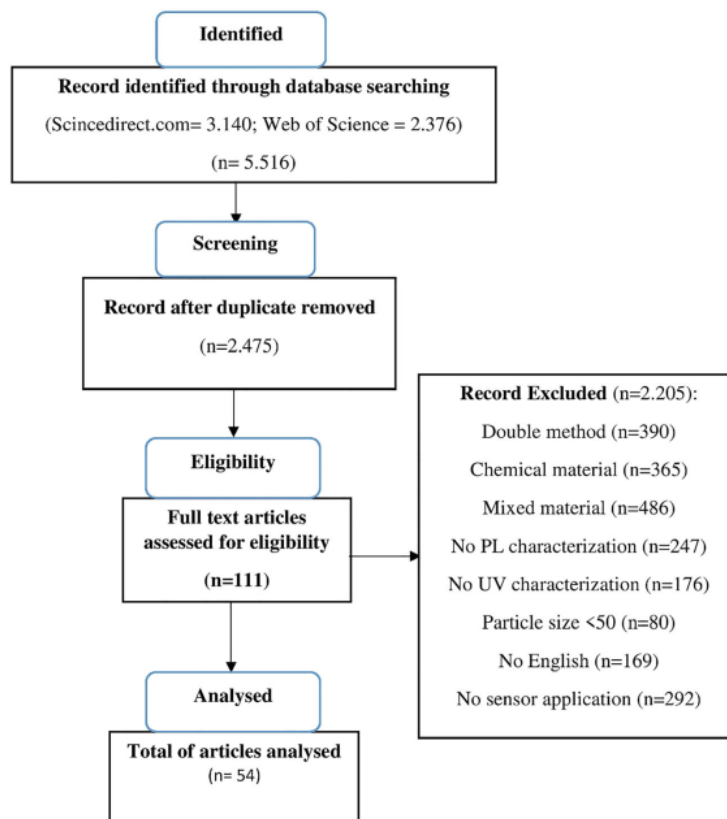 Identified
Record identified through database searching
(Scincedirect.com= 3.140; Web of Science = 2.376)
(n= 5.516)
Screening
Record after duplicate removed
(n=2.475)
Eligibility
Full text articles
assessed for eligibility
(n=111)
Record Excluded (n=2.205):
Double method (n=390)
Chemical material (n=365)
Mixed material (n=486)
No PL characterization (n=247)
No UV characterization (n=176)
Particle size <50 (n=80)
No English (n=169)
No sensor application (n=292)
Analysed
Total of articles analysed
(n= 54)